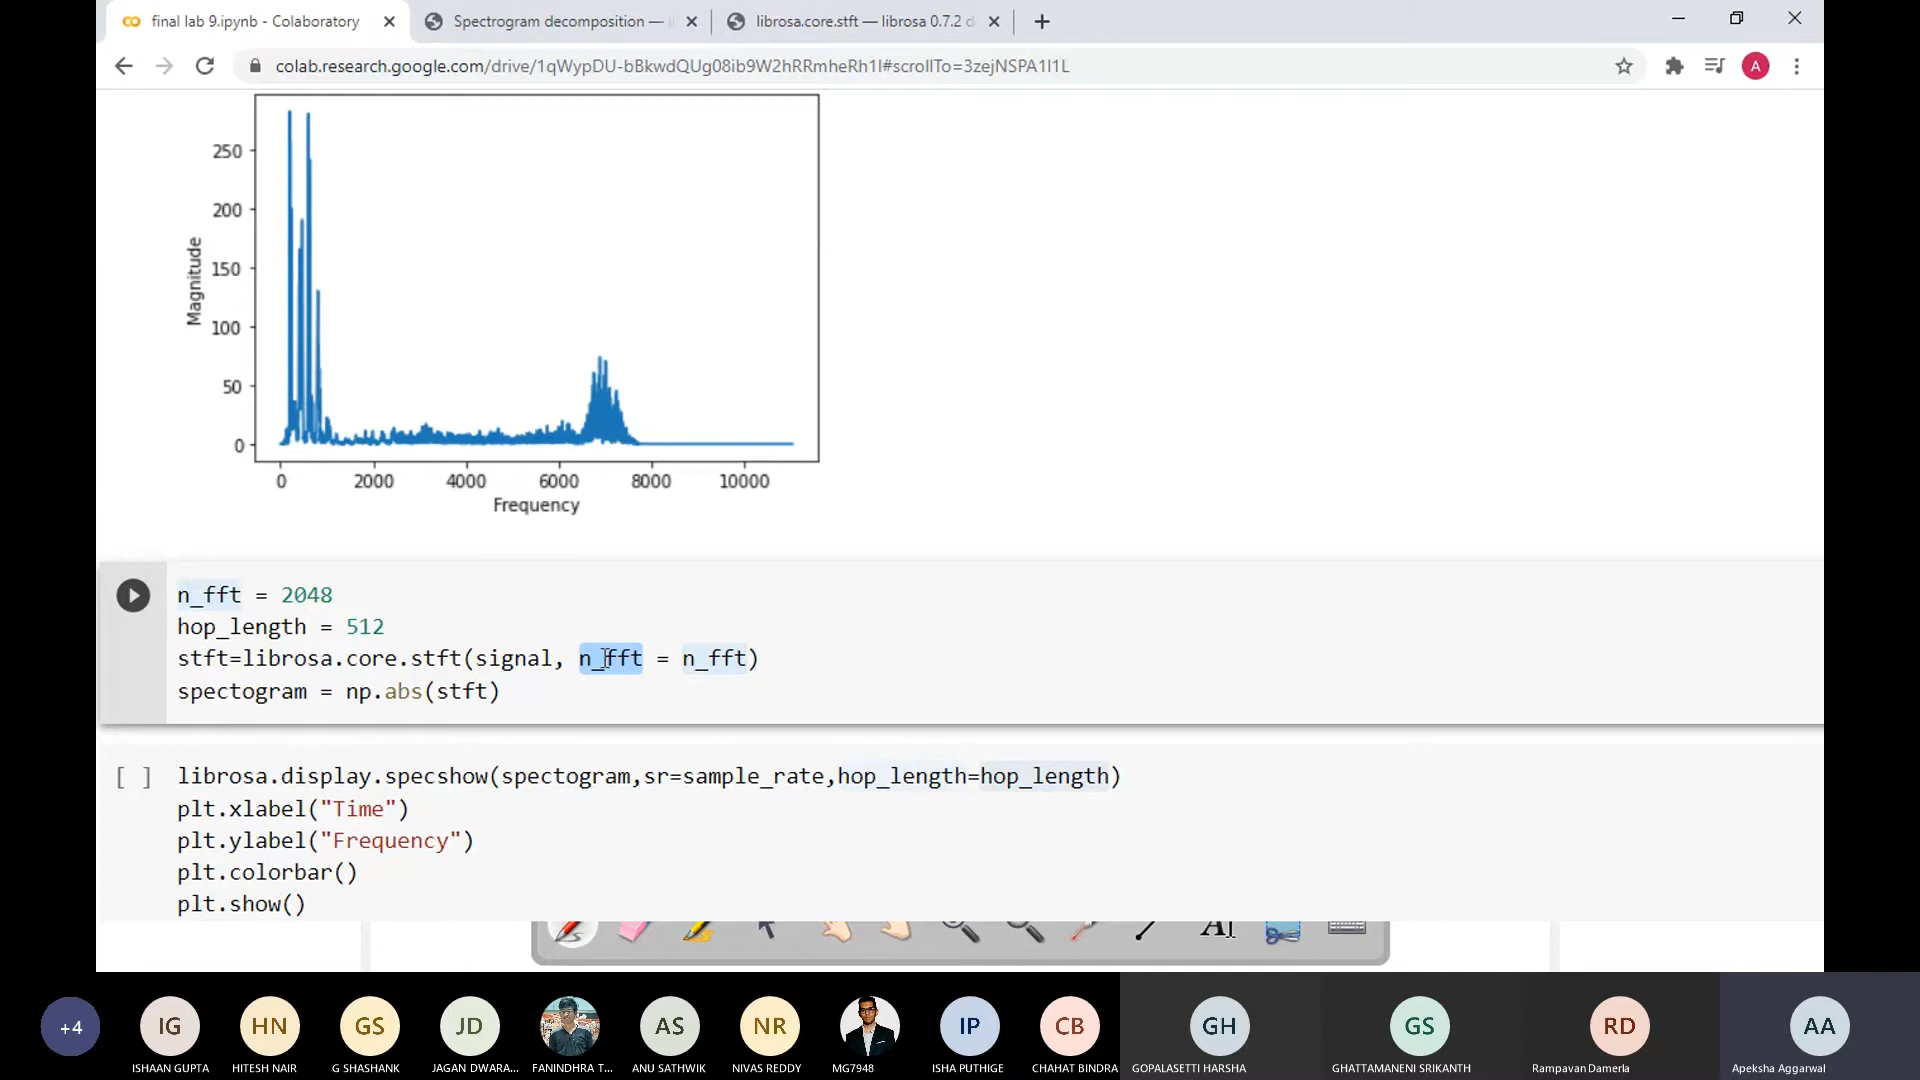 final lab 9.ipynb - Colaboratory
Spectrogram decomposition —
librosa.core.stft — librosa 0.7.2 d
colab.research.google.com/drive/1qWypDU-bBkwdQUg08ib9W2hRRmheRh1I#scrollTo=3zejNSPA1I1L
A
250
200
150
100
50
0
Magnitude
0 2000 4000 6000 8000 10000
Frequency
n_fft = 2048
hop_length = 512
stft=librosa.core.stft(signal, n_fft = n_fft)
spectogram = np.abs(stft)
[ ] librosa.display.specshow(spectogram,sr=sample_rate,hop_length=hop_length)
plt.xlabel("Time")
plt.ylabel("Frequency")
plt.colorbar()
plt.show()
A
+4 IG HN GS JD AS NR IP CB GH GS RD AA
ISHAAN GUPTA HITESH NAIR G SHASHANK JAGAN DWARA... FANINDHRA T... ANU SATHWIK NIVAS REDDY MG7948 ISHA PUTHIGE CHAHAT BINDRA GOPALASETTI HARSHA GHATTAMANENI SRIKANTH Rampavan Damerla Apeksha Aggarwal